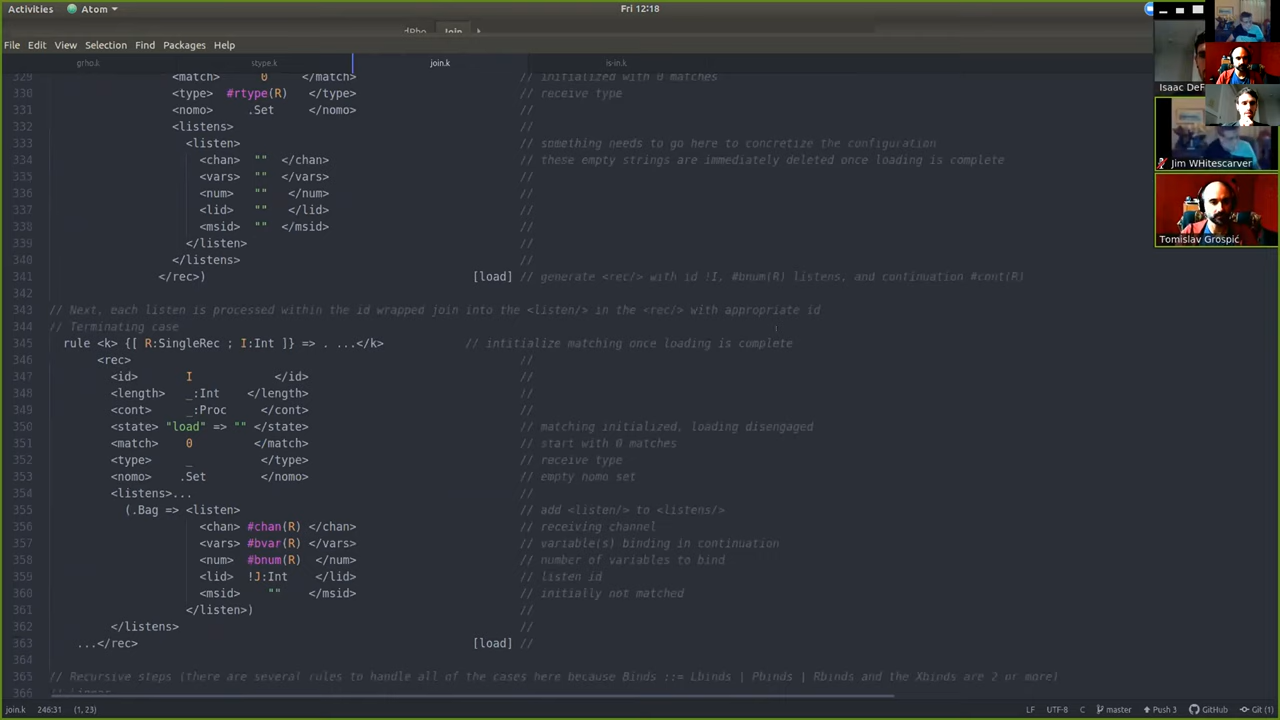 Activities Atom Fri 12:18
Join
File Edit View Selection Find Packages Help
grho.k stype.k join.k is-in.k
329 <match> 0 </match> // initialized with 0 matches
330 <type> #rtype(R) </type> // receive type
331 <nomo> .Set </nomo> //
332 <listens> //
333 <listen> // something needs to go here to concretize the configuration
334 <chan> "" </chan> // these empty strings are immediately deleted once loading is complete
335 <vars> "" </vars> //
336 <num> "" </num> //
337 <lid> "" </lid> //
338 <msid> "" </msid> //
339 </listen> //
340 </listens> //
341 </rec>) [load] // generate <rec/> with id !I, #bnum(R) listens, and continuation #cont(R)
342
343 // Next, each listen is processed within the id wrapped join into the <listen/> in the <rec/> with appropriate id
344 // Terminating case
345 rule <k> {[ R:SingleRec ; I:Int ]} => . ...</k> // intitialize matching once loading is complete
346 <rec> //
347 <id> I </id> //
348 <length> _:Int </length> //
349 <cont> _:Proc </cont> //
350 <state> "load" => "" </state> // matching initialized, loading disengaged
351 <match> 0 </match> // start with 0 matches
352 <type> _ </type> // receive type
353 <nomo> .Set </nomo> // empty nomo set
354 <listens>... //
355 (.Bag => <listen> // add <listen/> to <listens/>
356 <chan> #chan(R) </chan> // receiving channel
357 <vars> #bvar(R) </vars> // variable(s) binding in continuation
358 <num> #bnum(R) </num> // number of variables to bind
359 <lid> !J:Int </lid> // listen id
360 <msid> "" </msid> // initially not matched
361 </listen>) //
362 </listens> //
363 ...</rec> [load] //
364
365 // Recursive steps (there are several rules to handle all of the cases here because Binds ::= Lbinds | Pbinds | Rbinds and the Xbinds are 2 or more)
366 // Linear
join.k 246:31 (1, 23) LF UTF-8 C master Push 3 GitHub Git (1)
Isaac DeF
Jim WHitescarver
Tomislav Grospić